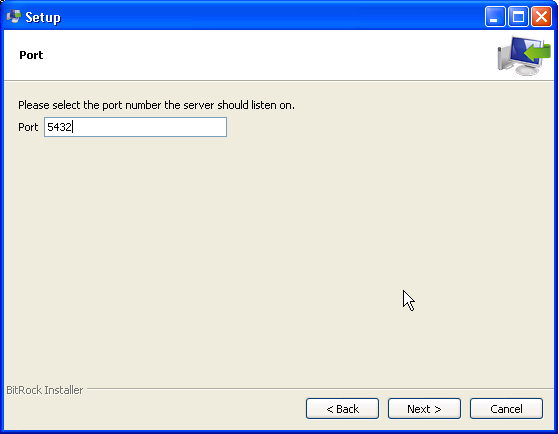 Setup
Port
Please select the port number the server should listen on.
Port 5432
BitRock Installer
< Back Next > Cancel